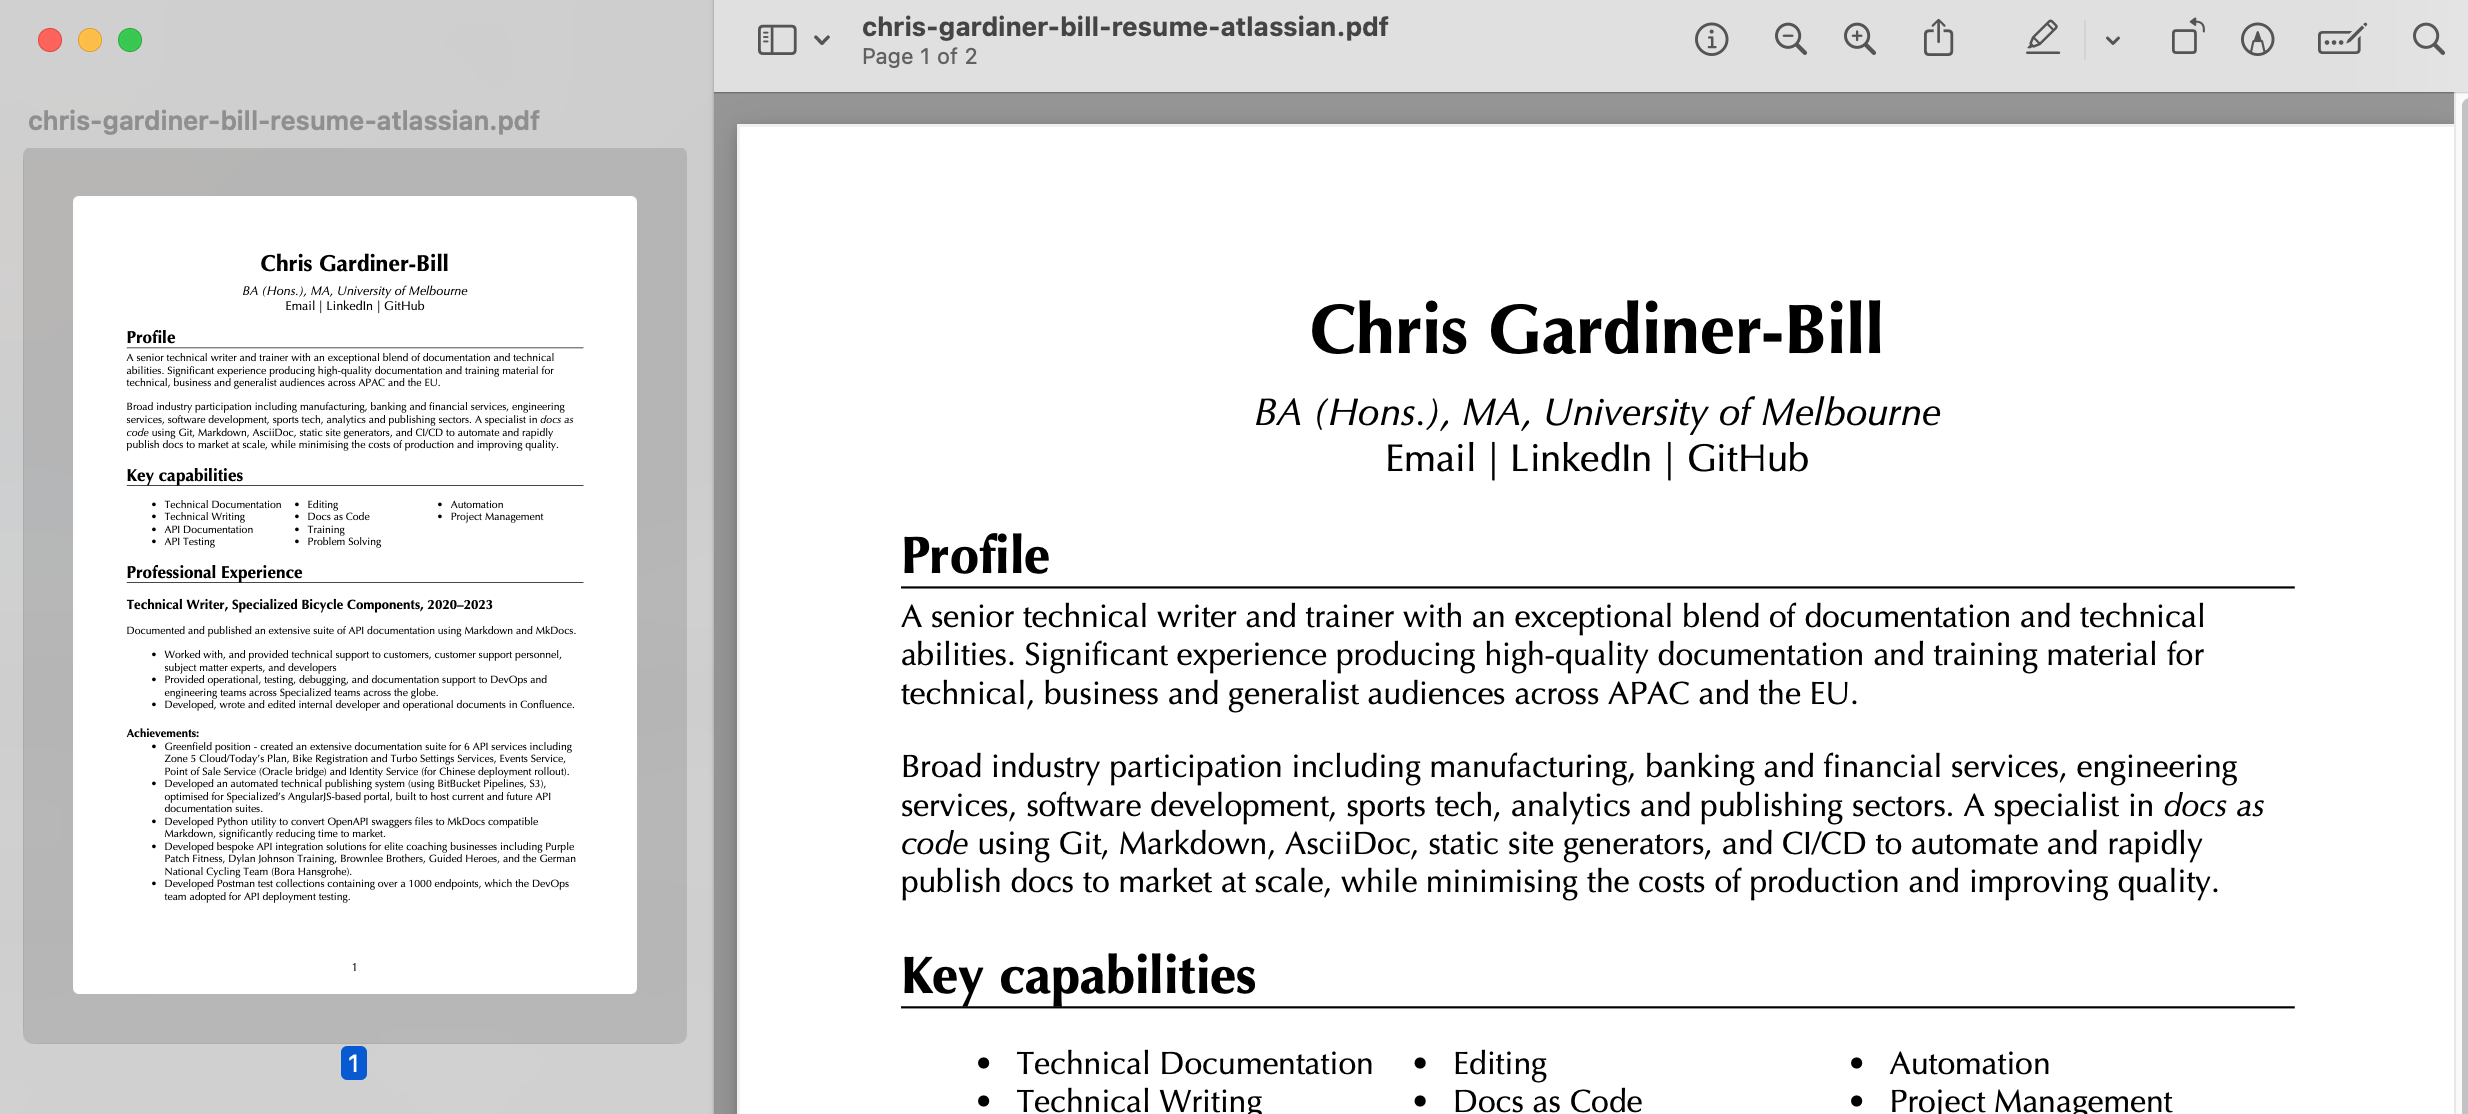 chris-gardiner-bill-resume-atlassian.pdf
Page 1 of 2
chris-gardiner-bill-resume-atlassian.pdf
Chris Gardiner-Bill
BA (Hons.), MA, University of Melbourne
Email | LinkedIn | GitHub
Profile
A senior technical writer and trainer with an exceptional blend of documentation and technical
abilities. Significant experience producing high-quality documentation and training material for
technical, business and generalist audiences across APAC and the EU.
Broad industry participation including manufacturing, banking and financial services, engineering
services, software development, sports tech, analytics and publishing sectors. A specialist in docs as
code using Git, Markdown, AsciiDoc, static site generators, and CI/CD to automate and rapidly
publish docs to market at scale, while minimising the costs of production and improving quality.
Key capabilities
• Technical Documentation • Editing • Automation
• Technical Writing • Docs as Code • Project Management
• API Documentation • Training
• API Testing • Problem Solving
Professional Experience
Technical Writer, Specialized Bicycle Components, 2020–2023
Documented and published an extensive suite of API documentation using Markdown and MkDocs.
• Worked with, and provided technical support to customers, customer support personnel,
subject matter experts, and developers
• Provided operational, testing, debugging, and documentation support to DevOps and
engineering teams across Specialized teams across the globe.
• Developed, wrote and edited internal developer and operational documents in Confluence.
Achievements:
• Greenfield position - created an extensive documentation suite for 6 API services including
Zone 5 Cloud/Today's Plan, Bike Registration and Turbo Settings Services, Events Service,
Point of Sale Service (Oracle bridge) and Identity Service (for Chinese deployment rollout).
• Developed an automated technical publishing system (using BitBucket Pipelines, S3),
optimised for Specialized's AngularJS-based portal, built to host current and future API
documentation suites.
• Developed Python utility to convert OpenAPI swaggers files to MkDocs compatible
Markdown, significantly reducing time to market.
• Developed bespoke API integration solutions for elite coaching businesses including Purple
Patch Fitness, Dylan Johnson Training, Brownlee Brothers, Guided Heroes, and the German
National Cycling Team (Bora Hansgrohe).
• Developed Postman test collections containing over a 1000 endpoints, which the DevOps
team adopted for API deployment testing.
1
1
Chris Gardiner-Bill
BA (Hons.), MA, University of Melbourne
Email | LinkedIn | GitHub
Profile
A senior technical writer and trainer with an exceptional blend of documentation and technical
abilities. Significant experience producing high-quality documentation and training material for
technical, business and generalist audiences across APAC and the EU.
Broad industry participation including manufacturing, banking and financial services, engineering
services, software development, sports tech, analytics and publishing sectors. A specialist in docs as
code using Git, Markdown, AsciiDoc, static site generators, and CI/CD to automate and rapidly
publish docs to market at scale, while minimising the costs of production and improving quality.
Key capabilities
• Technical Documentation • Editing • Automation
• Technical Writing • Docs as Code • Project Management